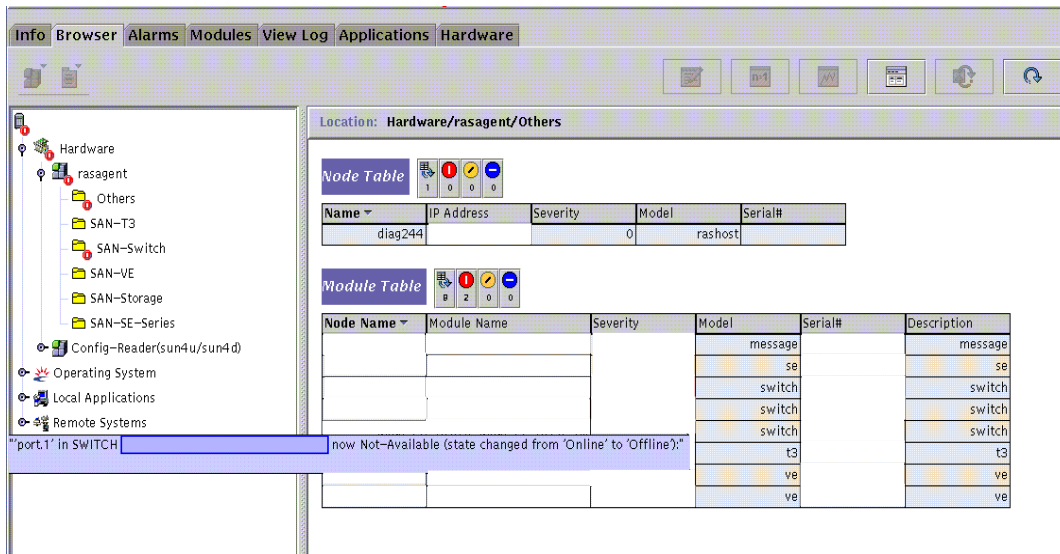 Info Browser Alarms Modules View Log Applications Hardware
n-1
Location: Hardware/rasagent/Others
Hardware
rasagent
Others
SAN-T3
SAN-Switch
SAN-VE
SAN-Storage
SAN-SE-Series
Config-Reader(sun4u/sun4d)
Operating System
Local Applications
Remote Systems
Node Table 1 0 0 0
Name IP Address Severity Model Serial#
diag244 0 rashost
Module Table 2 0 0
Node Name Module Name Severity Model Serial# Description
message message
se se
switch switch
switch switch
switch switch
"'port.1' in SWITCH now Not-Available (state changed from 'Online' to 'Offline'):"
t3 t3
ve ve
ve ve